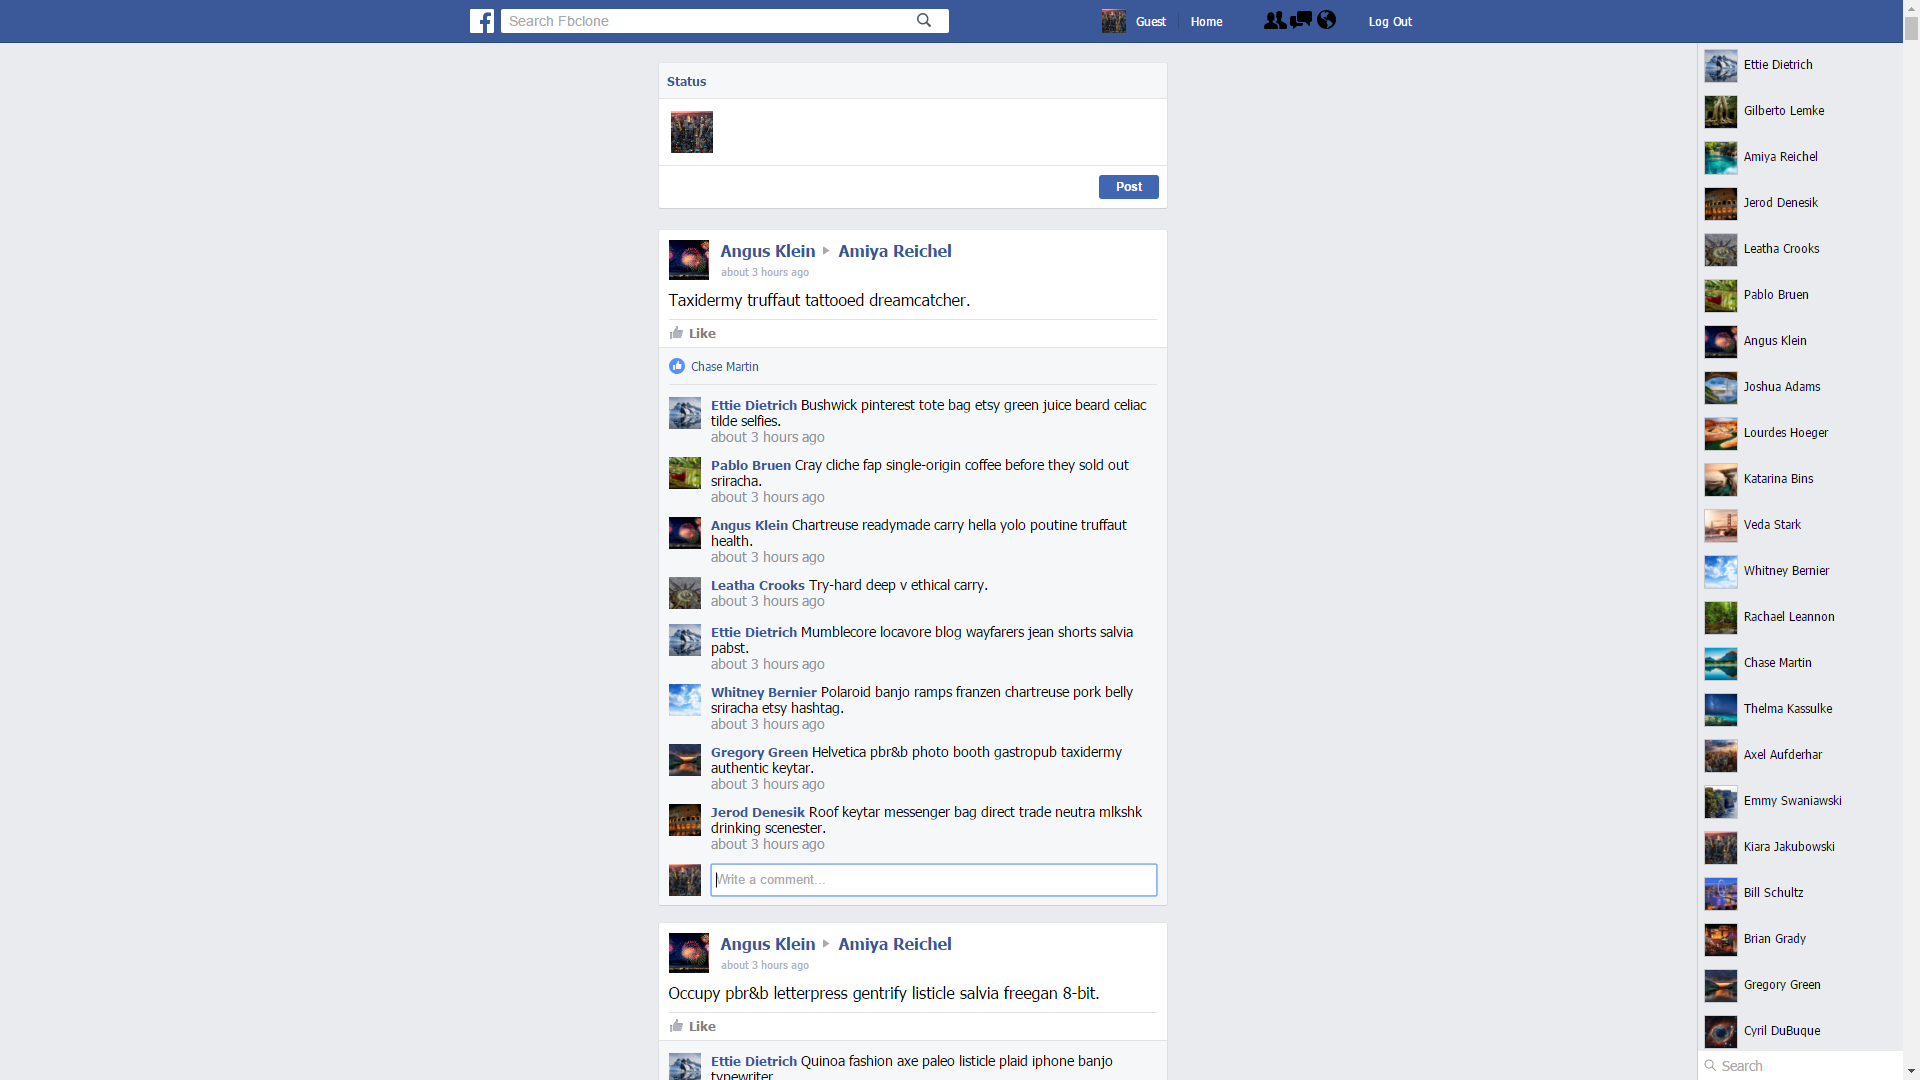 Search Fbclone
Guest
Home
Log Out
Status
Post
Angus Klein Amiya Reichel
about 3 hours ago
Taxidermy truffaut tattooed dreamcatcher.
Like
Chase Martin
Ettie Dietrich Bushwick pinterest tote bag etsy green juice beard celiac
tilde selfies.
about 3 hours ago
Pablo Bruen Cray cliche fap single-origin coffee before they sold out
sriracha.
about 3 hours ago
Angus Klein Chartreuse readymade carry hella yolo poutine truffaut
health.
about 3 hours ago
Leatha Crooks Try-hard deep v ethical carry.
about 3 hours ago
Ettie Dietrich Mumblecore locavore blog wayfarers jean shorts salvia
pabst.
about 3 hours ago
Whitney Bernier Polaroid banjo ramps franzen chartreuse pork belly
sriracha etsy hashtag.
about 3 hours ago
Gregory Green Helvetica pbr&b photo booth gastropub taxidermy
authentic keytar.
about 3 hours ago
Jerod Denesik Roof keytar messenger bag direct trade neutra mlkshk
drinking scenester.
about 3 hours ago
Write a comment...
Angus Klein Amiya Reichel
about 3 hours ago
Occupy pbr&b letterpress gentrify listicle salvia freegan 8-bit.
Like
Ettie Dietrich Quinoa fashion axe paleo listicle plaid iphone banjo
typewriter
Ettie Dietrich
Gilberto Lemke
Amiya Reichel
Jerod Denesik
Leatha Crooks
Pablo Bruen
Angus Klein
Joshua Adams
Lourdes Hoeger
Katarina Bins
Veda Stark
Whitney Bernier
Rachael Leannon
Chase Martin
Thelma Kassulke
Axel Aufderhar
Emmy Swaniawski
Kiara Jakubowski
Bill Schultz
Brian Grady
Gregory Green
Cyril DuBuque
Search